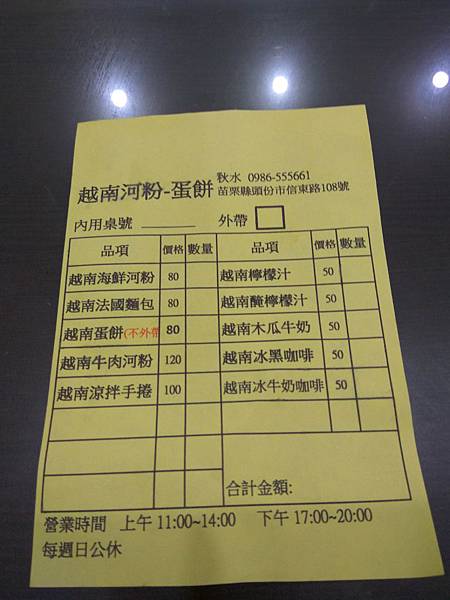 越南河粉-蛋餅 秋水 0986-555661
苗栗縣頭份市信東路108號
內用桌號 ______ 外帶 □
品項 價格 數量 品項 價格 數量
越南海鮮河粉 80 越南檸檬汁 50
越南法國麵包 80 越南醃檸檬汁 50
越南蛋餅(不外帶 80 越南木瓜牛奶 50
越南牛肉河粉 120 越南冰黑咖啡 50
越南涼拌手捲 100 越南冰牛奶咖啡 50
合計金額:
營業時間 上午 11:00~14:00 下午 17:00~20:00
每週日公休